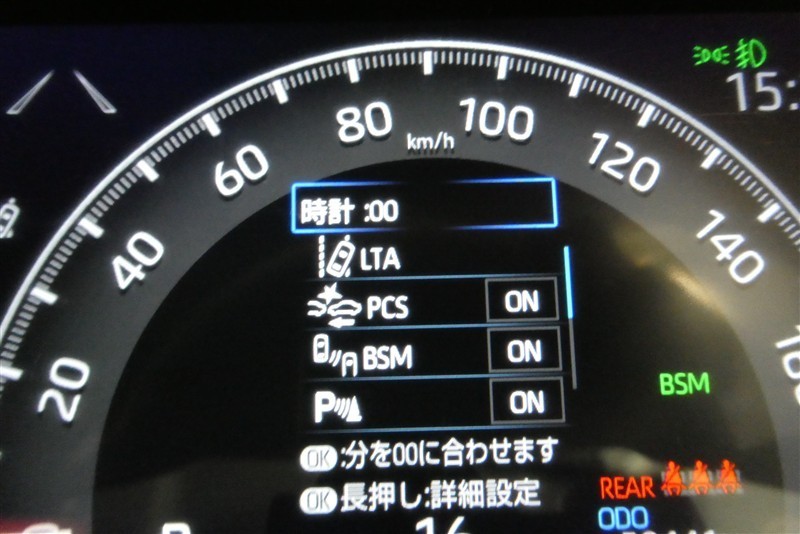 15:
80
100
km/h
60
120
40
140
20
時計 :00
LTA
PCS ON
BSM ON
P ON
BSM
OK :分を00に合わせます
OK 長押し:詳細設定
REAR
ODO